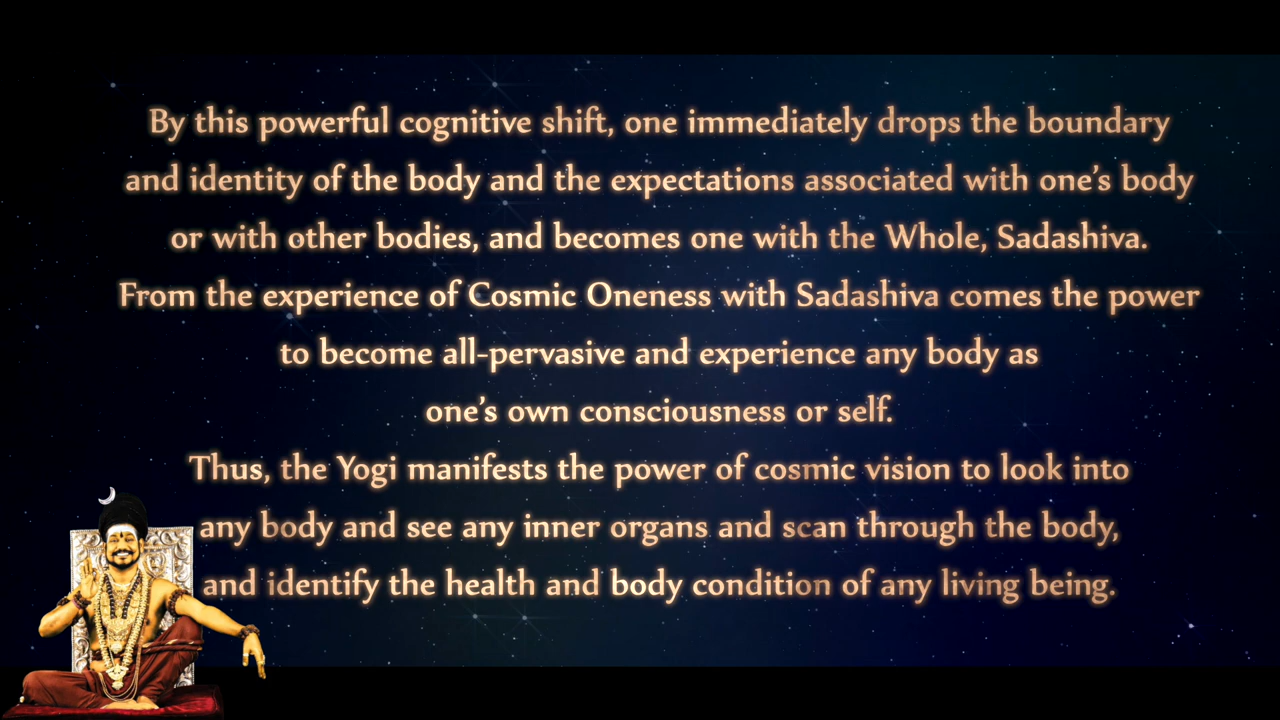 By this powerful cognitive shift, one immediately drops the boundary
and identity of the body and the expectations associated with one's body
or with other bodies, and becomes one with the Whole, Sadashiva.
From the experience of Cosmic Oneness with Sadashiva comes the power
to become all-pervasive and experience any body as
one's own consciousness or self.
Thus, the Yogi manifests the power of cosmic vision to look into
any body and see any inner organs and scan through the body,
and identify the health and body condition of any living being.